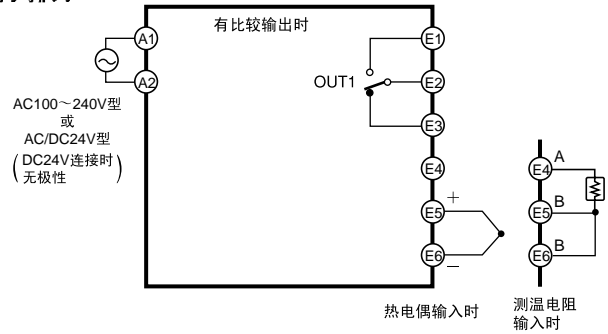 有比较输出时
A1
A2
AC100～240V型
或
AC/DC24V型
(DC24V连接时
无极性)
OUT1
E1
E2
E3
E4
E5
E6
+
−
热电偶输入时
E4
A
E5
B
E6
B
测温电阻
输入时